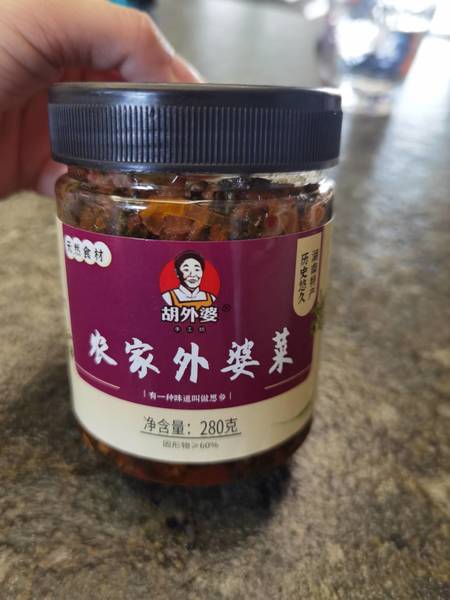 天然食材
湖南特产
历史悠久
胡外婆®
手工坊
农家外婆菜
|有一种味道叫做思乡|
净含量：280克
固形物≥60%